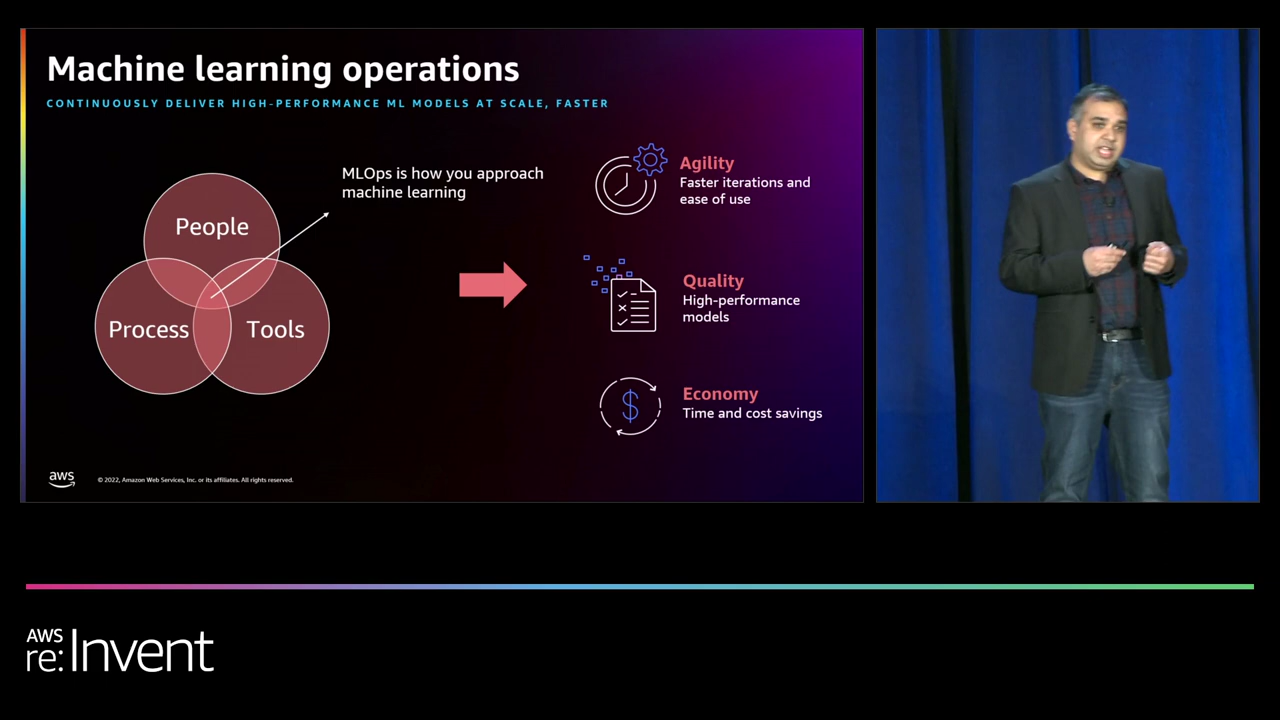 Machine learning operations
CONTINUOUSLY DELIVER HIGH-PERFORMANCE ML MODELS AT SCALE, FASTER
People
Process
Tools
MLOps is how you approach
machine learning
Agility
Faster iterations and
ease of use
Quality
High-performance
models
$
Economy
Time and cost savings
aws
© 2022, Amazon Web Services, Inc. or its affiliates. All rights reserved.
AWS
re:Invent